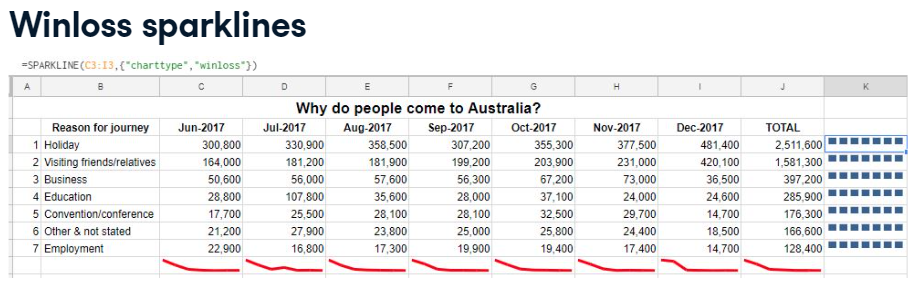 Winloss sparklines
=SPARKLINE(C3:I3,{"charttype","winloss"})
A B C D E F G H I J K
Why do people come to Australia?
Reason for journey Jun-2017 Jul-2017 Aug-2017 Sep-2017 Oct-2017 Nov-2017 Dec-2017 TOTAL
1 Holiday 300,800 330,900 358,500 307,200 355,300 377,500 481,400 2,511,600
2 Visiting friends/relatives 164,000 181,200 181,900 199,200 203,900 231,000 420,100 1,581,300
3 Business 50,600 56,000 57,600 56,300 67,200 73,000 36,500 397,200
4 Education 28,800 107,800 35,600 28,000 37,100 24,000 24,600 285,900
5 Convention/conference 17,700 25,500 28,100 28,100 32,500 29,700 14,700 176,300
6 Other & not stated 21,200 27,900 23,800 25,000 25,800 24,400 18,500 166,600
7 Employment 22,900 16,800 17,300 19,900 19,400 17,400 14,700 128,400